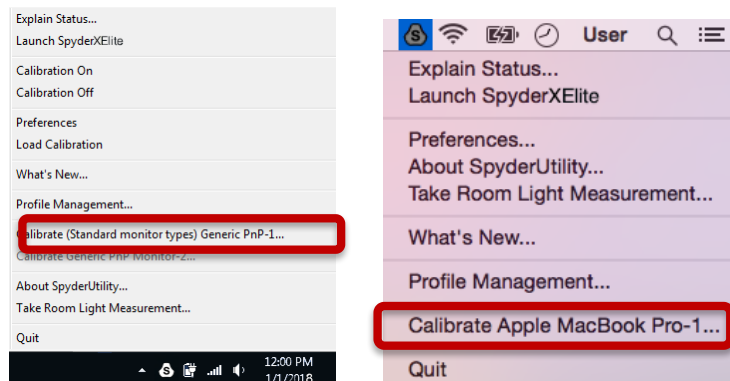 Explain Status...
Launch SpyderXElite
Calibration On
Calibration Off
Preferences
Load Calibration
What's New...
Profile Management...
Calibrate (Standard monitor types) Generic PnP-1...
Calibrate Generic PnP Monitor-2...
About SpyderUtility...
Take Room Light Measurement...
Quit
S
12:00 PM
1/1/2018
S User
Explain Status...
Launch SpyderXElite
Preferences...
About SpyderUtility...
Take Room Light Measurement...
What's New...
Profile Management...
Calibrate Apple MacBook Pro-1...
Quit